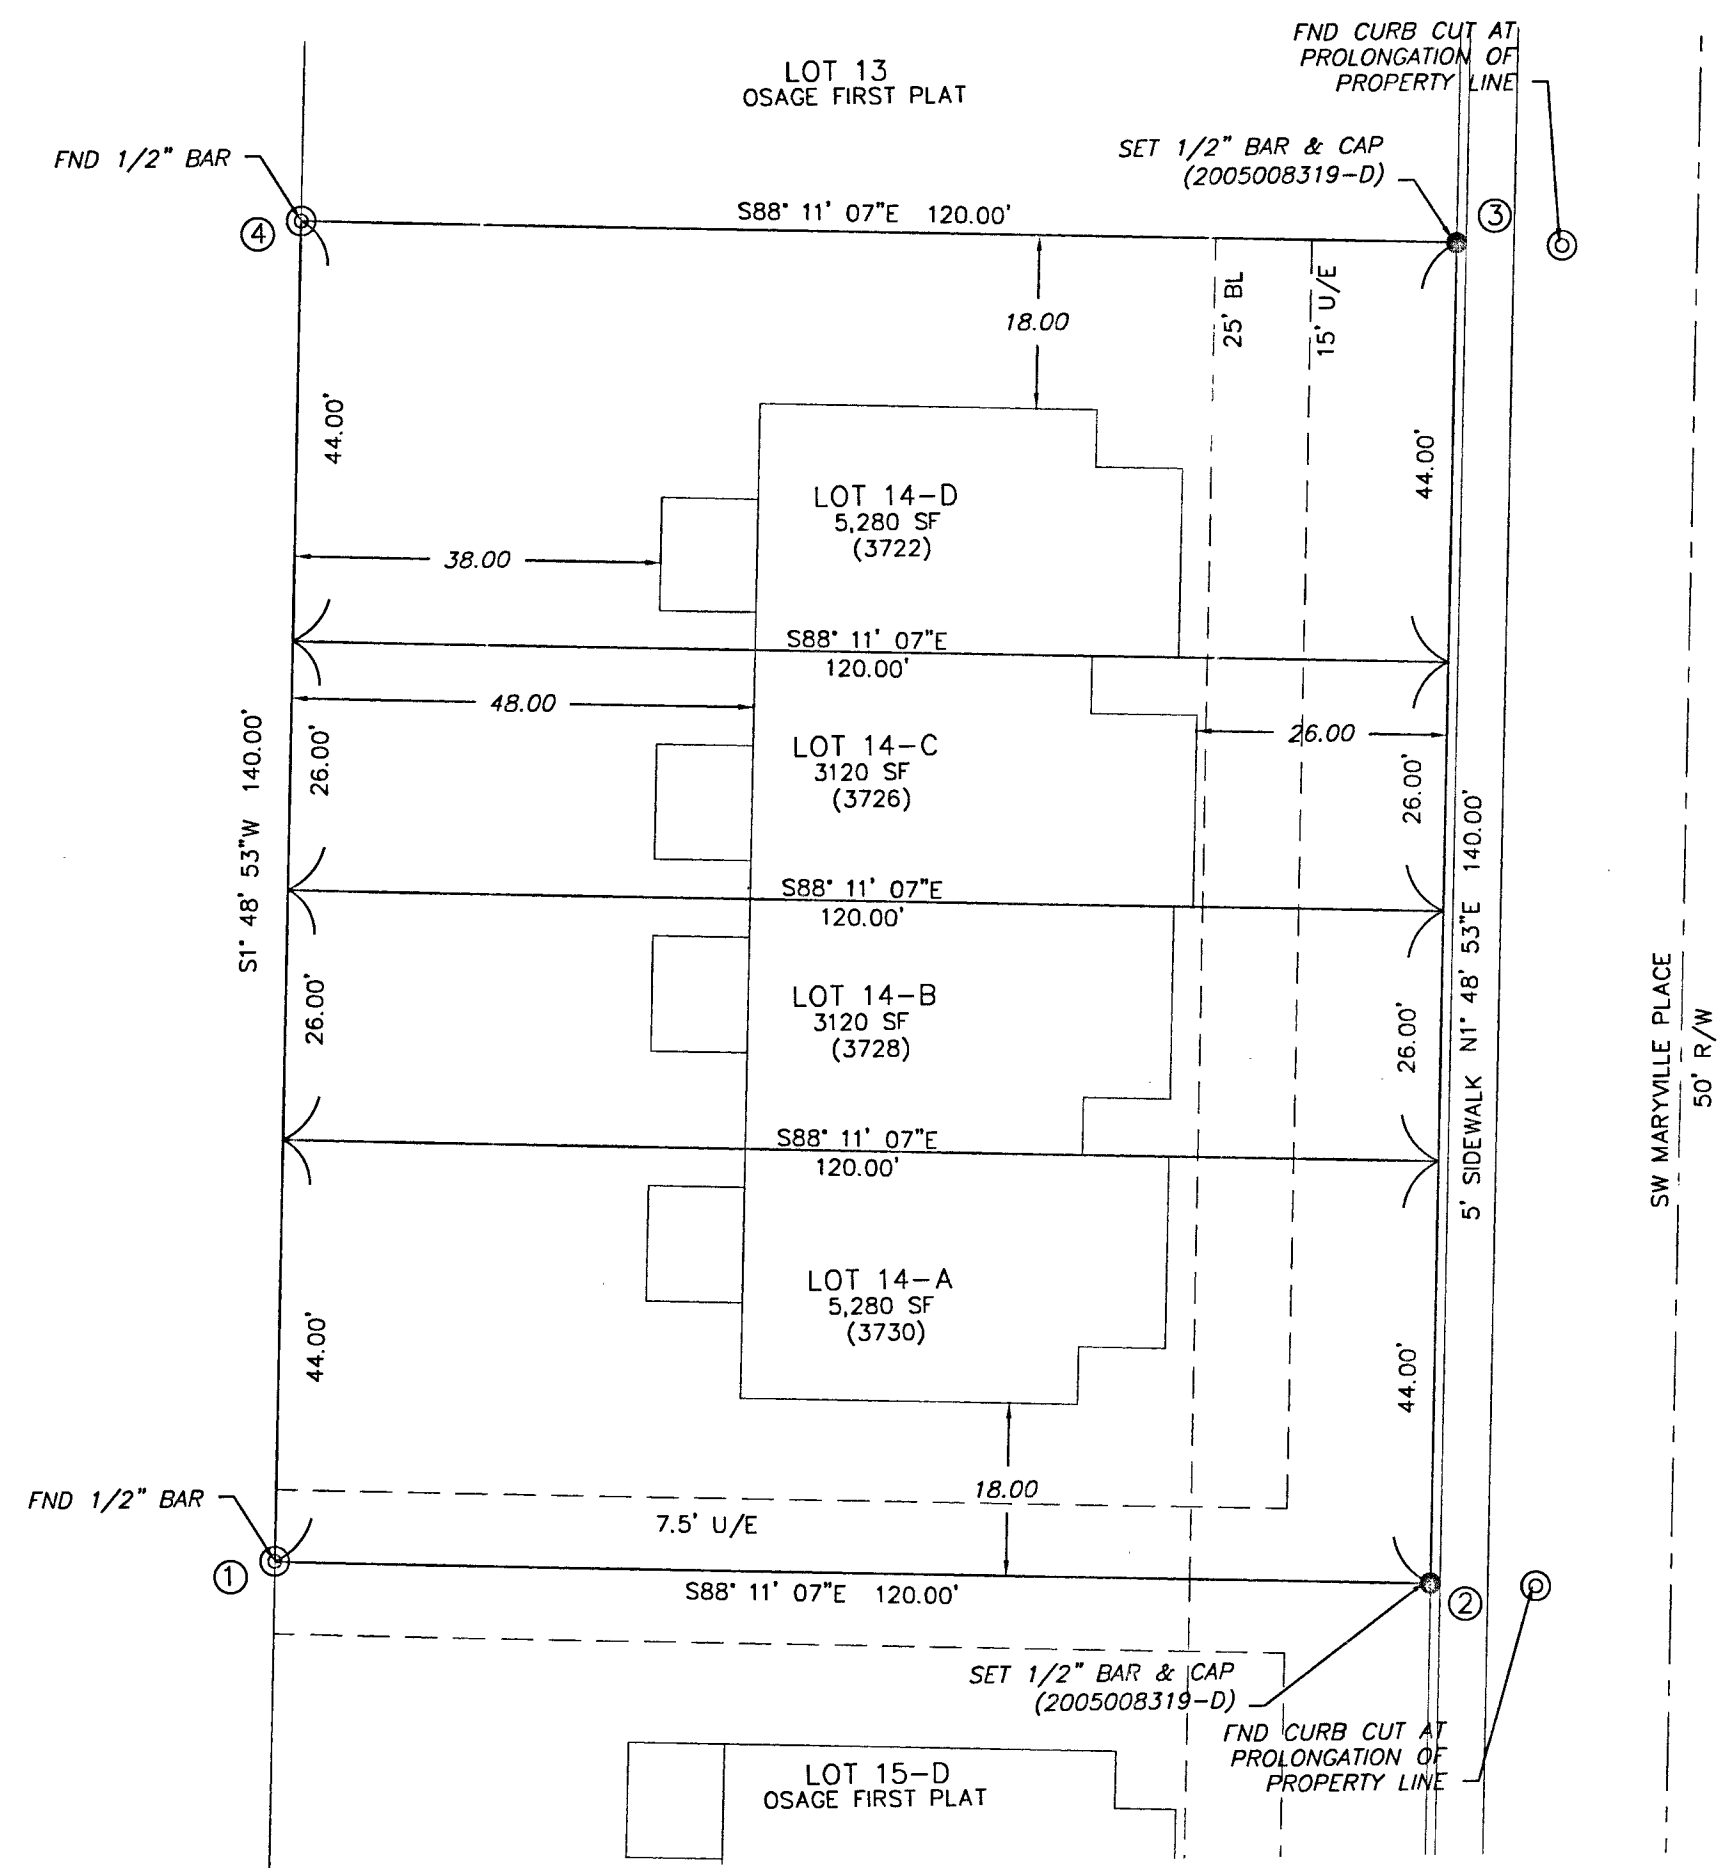 FND CURB CUT AT
PROLONGATION OF
PROPERTY LINE
LOT 13
OSAGE FIRST PLAT
SET 1/2" BAR & CAP
(2005008319-D)
FND 1/2" BAR
4
S88° 11' 07"E 120.00'
3
25' BL
15' U/E
18.00
44.00'
44.00'
LOT 14-D
5,280 SF
(3722)
38.00
S88° 11' 07"E
120.00'
48.00
26.00
LOT 14-C
3120 SF
(3726)
26.00'
26.00'
S1° 48' 53"W 140.00'
S88° 11' 07"E
120.00'
5' SIDEWALK N1° 48' 53"E 140.00'
LOT 14-B
3120 SF
(3728)
26.00'
26.00'
SW MARYVILLE PLACE
50' R/W
S88° 11' 07"E
120.00'
LOT 14-A
5,280 SF
(3730)
44.00'
44.00'
18.00
FND 1/2" BAR
7.5' U/E
1
S88° 11' 07"E 120.00'
2
SET 1/2" BAR & CAP
(2005008319-D)
FND CURB CUT AT
PROLONGATION OF
PROPERTY LINE
LOT 15-D
OSAGE FIRST PLAT